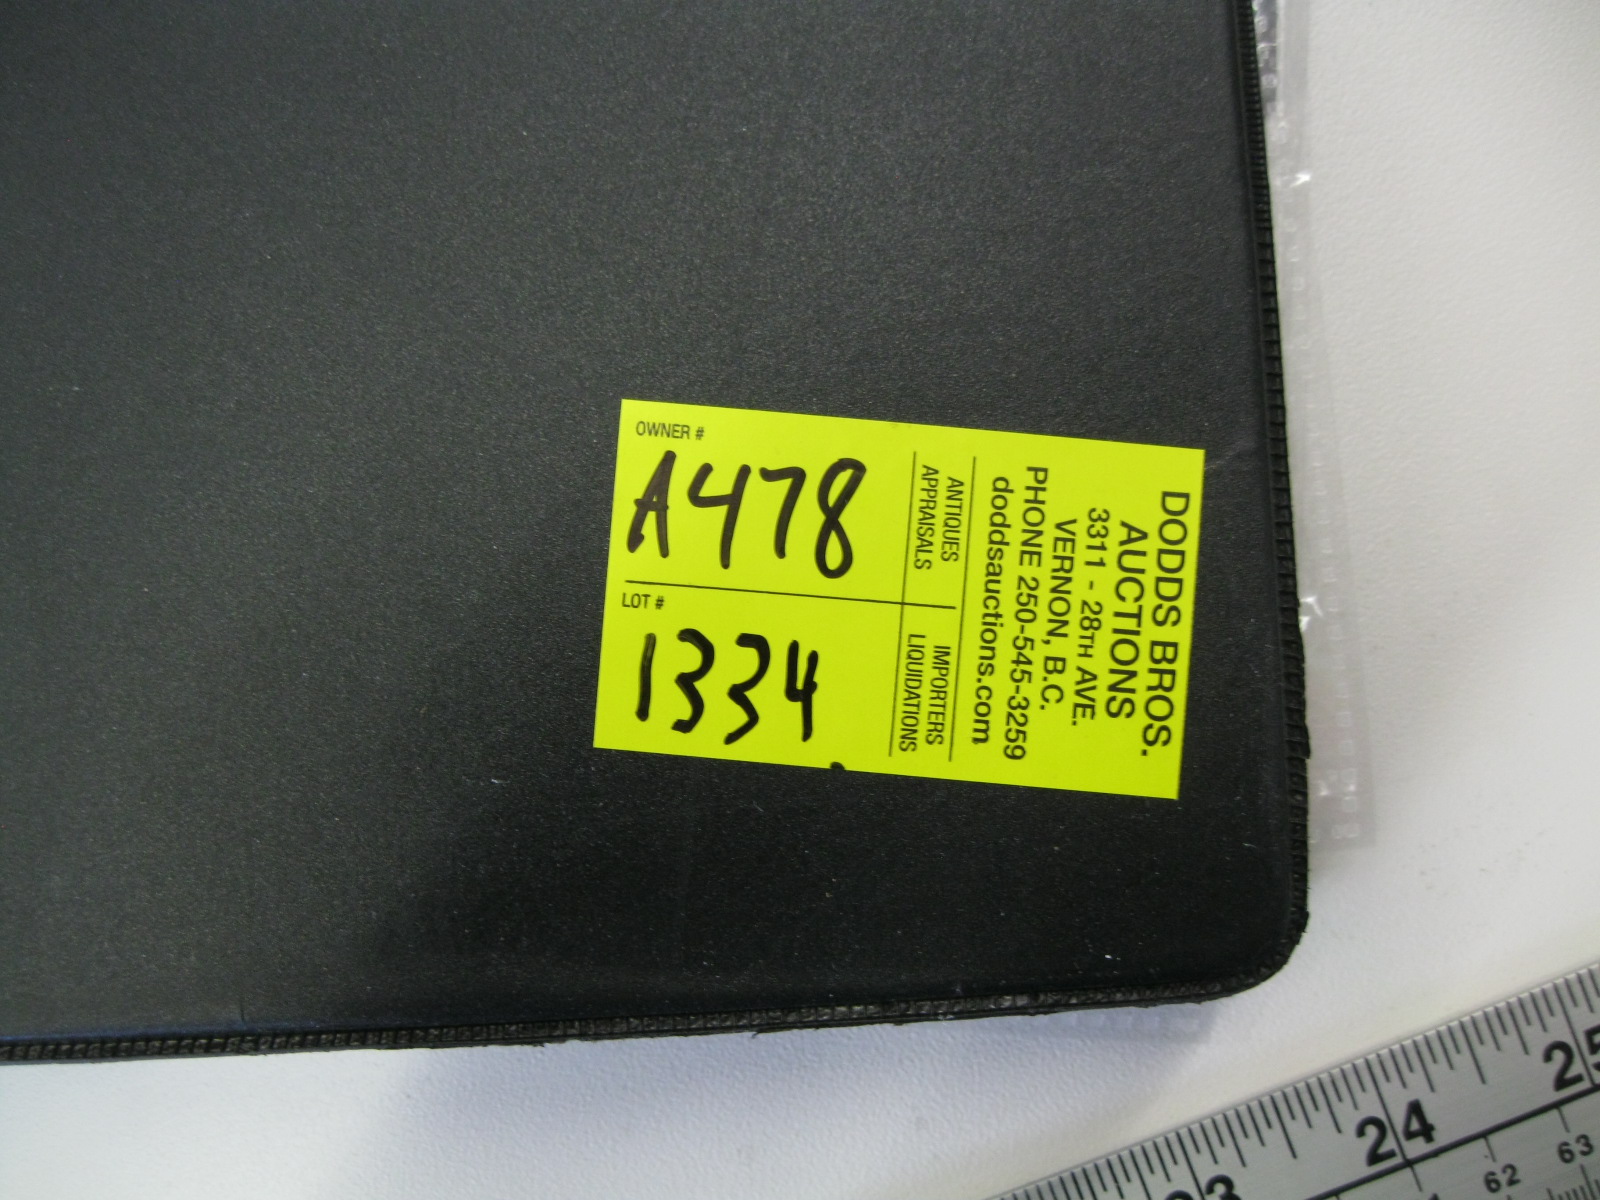 OWNER #
A478
LOT #
1334
ANTIQUES
APPRAISALS
IMPORTERS
LIQUIDATIONS
DODDS BROS.
AUCTIONS
3311 - 28TH AVE.
VERNON, B.C.
PHONE 250-545-3259
doddsauctions.com
24
62
63